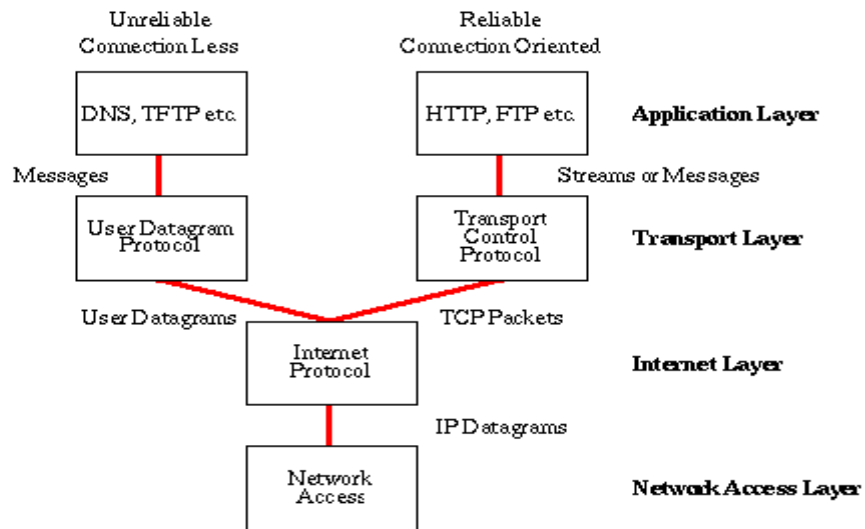 Unreliable
Connection Less
Reliable
Connection Oriented
DNS, TFTP etc.
HTTP, FTP etc.
Application Layer
Messages
Streams or Messages
User Datagram
Protocol
Transport
Control
Protocol
Transport Layer
User Datagrams
TCP Packets
Internet
Protocol
Internet Layer
IP Datagrams
Network
Access
Network Access Layer